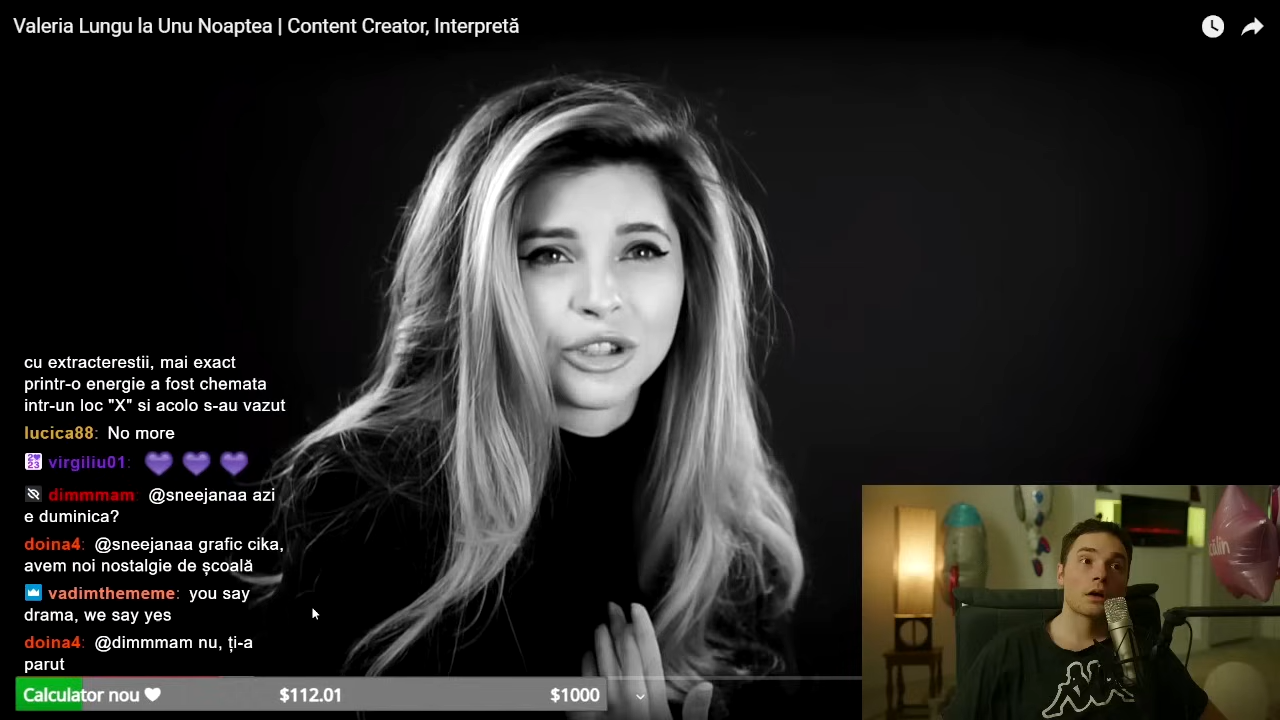 Valeria Lungu la Unu Noaptea | Content Creator, Interpretă
cu extracterestii, mai exact
printr-o energie a fost chemata
intr-un loc "X" si acolo s-au vazut
lucica88: No more
virgiliu01: 💜 💜 💜
dimmmam: @sneejanaa azi
e duminica?
doina4: @sneejanaa grafic cika,
avem noi nostalgie de școală
vadimthememe: you say
drama, we say yes
doina4: @dimmmam nu, ți-a
parut
Calculator nou ❤ $112.01 $1000
Kappa